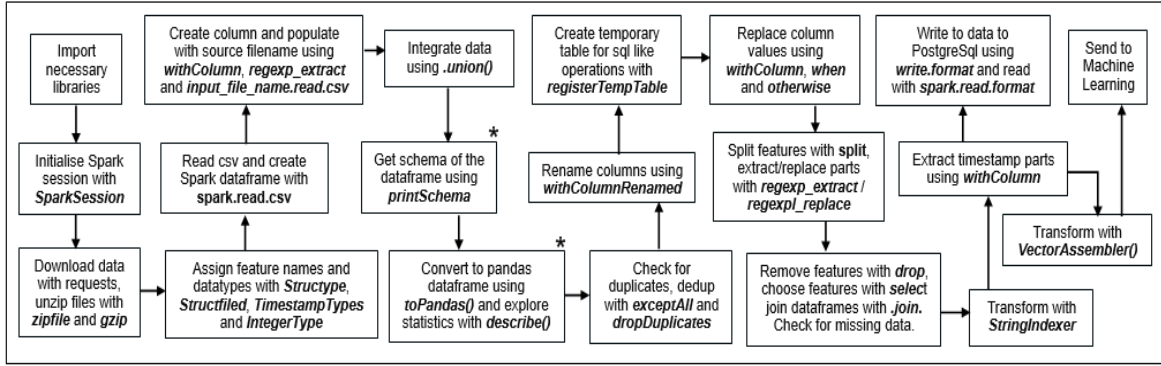 Import
necessary
libraries
Initialise Spark
session with
SparkSession
Download data
with requests,
unzip files with
zipfile and gzip
Assign feature names and
datatypes with Structype,
Structfiled, TimestampTypes
and IntegerType
Read csv and create
Spark dataframe with
spark.read.csv
Create column and populate
with source filename using
withColumn, regexp_extract
and input_file_name.read.csv
Integrate data
using .union()
*
Get schema of the
dataframe using
printSchema
*
Convert to pandas
dataframe using
toPandas() and explore
statistics with describe()
Check for
duplicates, dedup
with exceptAll and
dropDuplicates
Rename columns using
withColumnRenamed
Create temporary
table for sql like
operations with
registerTempTable
Replace column
values using
withColumn, when
and otherwise
Split features with split,
extract/replace parts
with regexp_extract /
regexpl_replace
Remove features with drop,
choose features with select
join dataframes with .join.
Check for missing data.
Transform with
StringIndexer
Extract timestamp parts
using withColumn
Write to data to
PostgreSql using
write.format and read
with spark.read.format
Transform with
VectorAssembler()
Send to
Machine
Learning